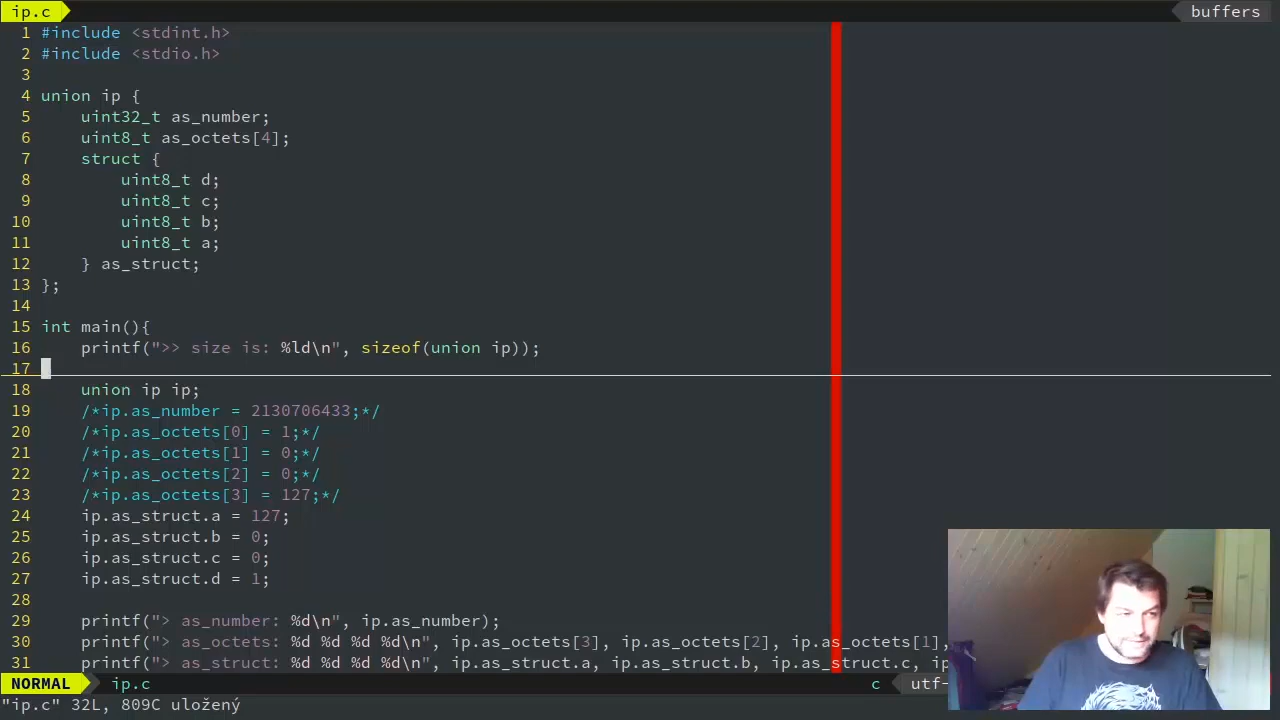 ip.c buffers
1 #include <stdint.h>
2 #include <stdio.h>
3
4 union ip {
5     uint32_t as_number;
6     uint8_t as_octets[4];
7     struct {
8         uint8_t d;
9         uint8_t c;
10         uint8_t b;
11         uint8_t a;
12     } as_struct;
13 };
14
15 int main(){
16     printf(">> size is: %ld\n", sizeof(union ip));
17
18     union ip ip;
19     /*ip.as_number = 2130706433;*/
20     /*ip.as_octets[0] = 1;*/
21     /*ip.as_octets[1] = 0;*/
22     /*ip.as_octets[2] = 0;*/
23     /*ip.as_octets[3] = 127;*/
24     ip.as_struct.a = 127;
25     ip.as_struct.b = 0;
26     ip.as_struct.c = 0;
27     ip.as_struct.d = 1;
28
29     printf("> as_number: %d\n", ip.as_number);
30     printf("> as_octets: %d %d %d %d\n", ip.as_octets[3], ip.as_octets[2], ip.as_octets[1],
31     printf("> as_struct: %d %d %d %d\n", ip.as_struct.a, ip.as_struct.b, ip.as_struct.c, ip
NORMAL ip.c c utf-
"ip.c" 32L, 809C uložený